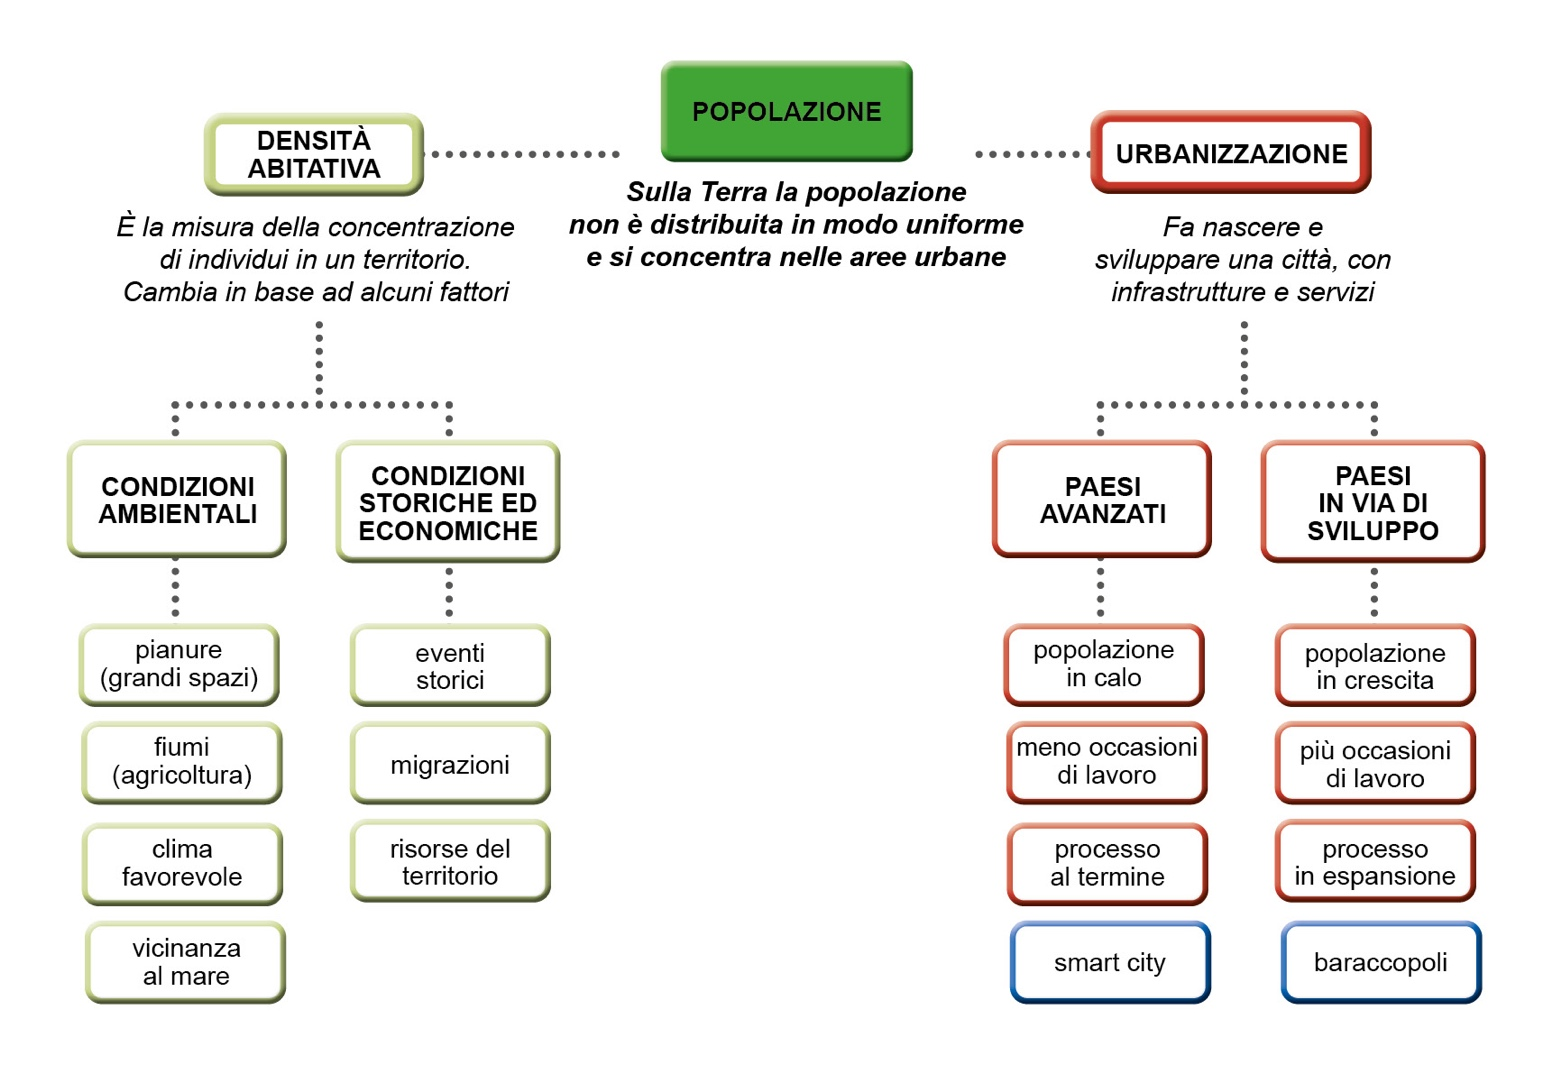 POPOLAZIONE
Sulla Terra la popolazione
non è distribuita in modo uniforme
e si concentra nelle aree urbane
DENSITÀ
ABITATIVA
È la misura della concentrazione
di individui in un territorio.
Cambia in base ad alcuni fattori
CONDIZIONI
AMBIENTALI
pianure
(grandi spazi)
fiumi
(agricoltura)
clima
favorevole
vicinanza
al mare
CONDIZIONI
STORICHE ED
ECONOMICHE
eventi
storici
migrazioni
risorse del
territorio
URBANIZZAZIONE
Fa nascere e
sviluppare una città, con
infrastrutture e servizi
PAESI
AVANZATI
popolazione
in calo
meno occasioni
di lavoro
processo
al termine
smart city
PAESI
IN VIA DI
SVILUPPO
popolazione
in crescita
più occasioni
di lavoro
processo
in espansione
baraccopoli